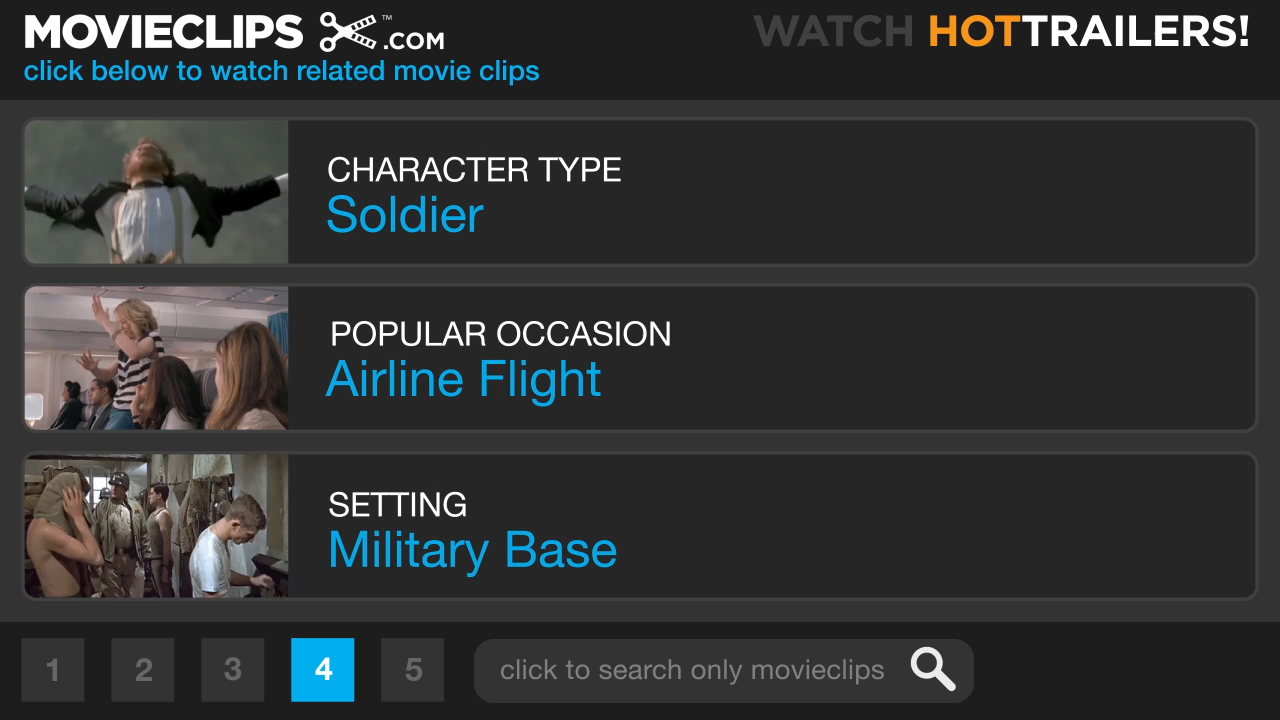 MOVIECLIPS ™ .COM
WATCH HOTTRAILERS!
click below to watch related movie clips
CHARACTER TYPE
Soldier
POPULAR OCCASION
Airline Flight
SETTING
Military Base
1 2 3 4 5
click to search only movieclips